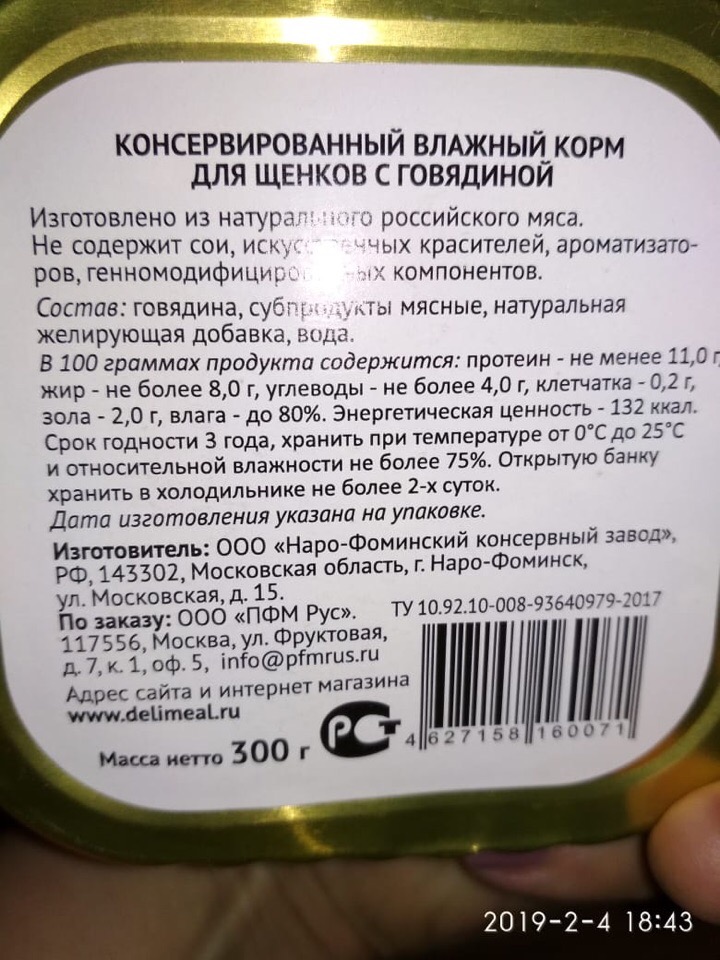 КОНСЕРВИРОВАННЫЙ ВЛАЖНЫЙ КОРМ
ДЛЯ ЩЕНКОВ С ГОВЯДИНОЙ
Изготовлено из натурального российского мяса.
Не содержит сои, искусственных красителей, ароматизато-
ров, генномодифицированных компонентов.
Состав: говядина, субпродукты мясные, натуральная
желирующая добавка, вода.
В 100 граммах продукта содержится: протеин - не менее 11,0 г,
жир - не более 8,0 г, углеводы - не более 4,0 г, клетчатка - 0,2 г,
зола - 2,0 г, влага - до 80%. Энергетическая ценность - 132 ккал.
Срок годности 3 года, хранить при температуре от 0°С до 25°С
и относительной влажности не более 75%. Открытую банку
хранить в холодильнике не более 2-х суток.
Дата изготовления указана на упаковке.
Изготовитель: ООО «Наро-Фоминский консервный завод»,
РФ, 143302, Московская область, г. Наро-Фоминск,
ул. Московская, д. 15.
По заказу: ООО «ПФМ Рус».
117556, Москва, ул. Фруктовая,
д. 7, к. 1, оф. 5, info@pfmrus.ru
Адрес сайта и интернет магазина
www.delimeal.ru
Масса нетто 300 г
РСТ
ТУ 10.92.10-008-93640979-2017
4 627158 160071
2019-2-4 18:43